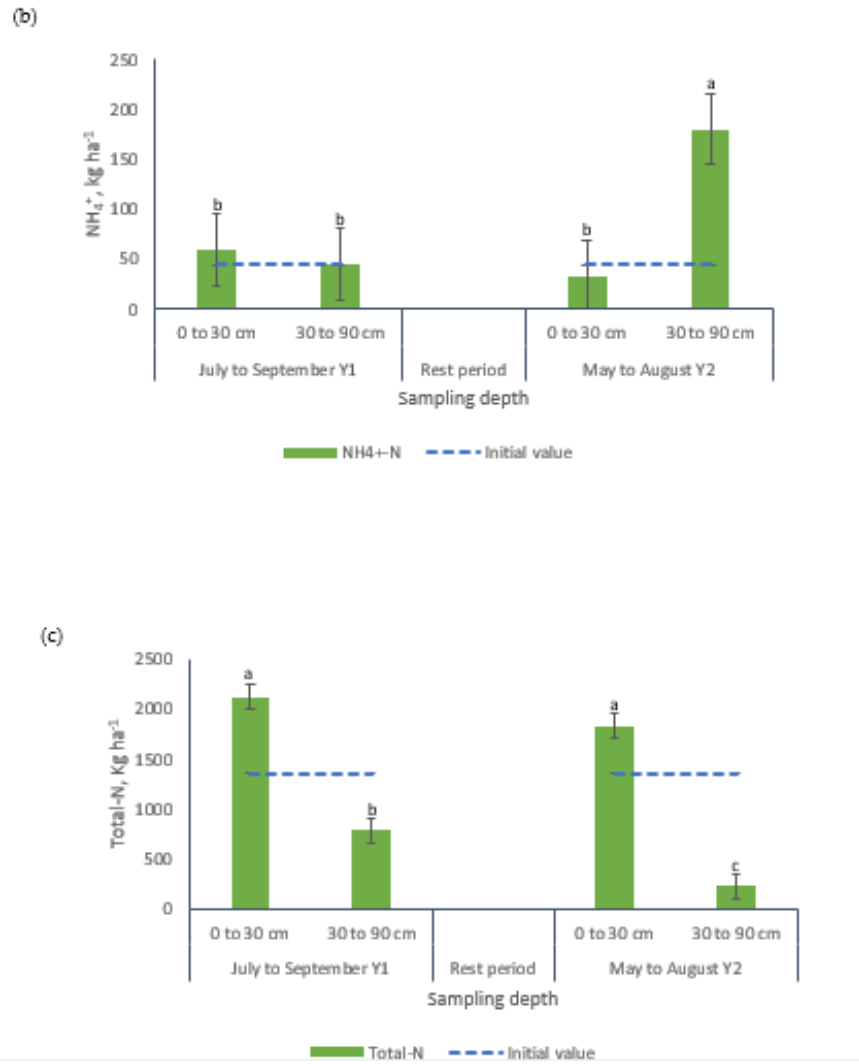 (b)
250
200
150
100
50
0
NH₄⁺, kg ha⁻¹
b
b
b
a
0 to 30 cm 30 to 90 cm 0 to 30 cm 30 to 90 cm
July to September Y1 Rest period May to August Y2
Sampling depth
NH4+-N Initial value
(c)
2500
2000
1500
1000
500
0
Total-N, Kg ha⁻¹
a
b
a
c
0 to 30 cm 30 to 90 cm 0 to 30 cm 30 to 90 cm
July to September Y1 Rest period May to August Y2
Sampling depth
Total-N Initial value